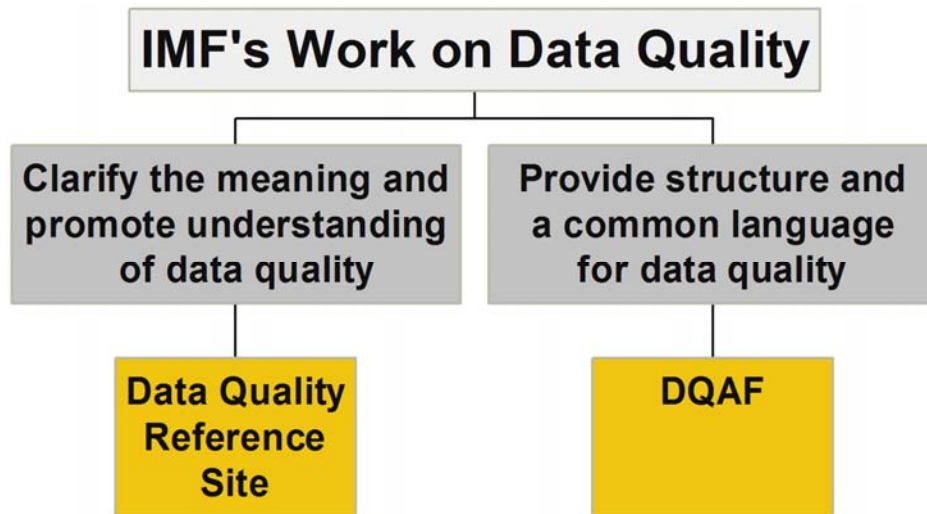 IMF's Work on Data Quality
Clarify the meaning and
promote understanding
of data quality
Provide structure and
a common language
for data quality
Data Quality
Reference
Site
DQAF